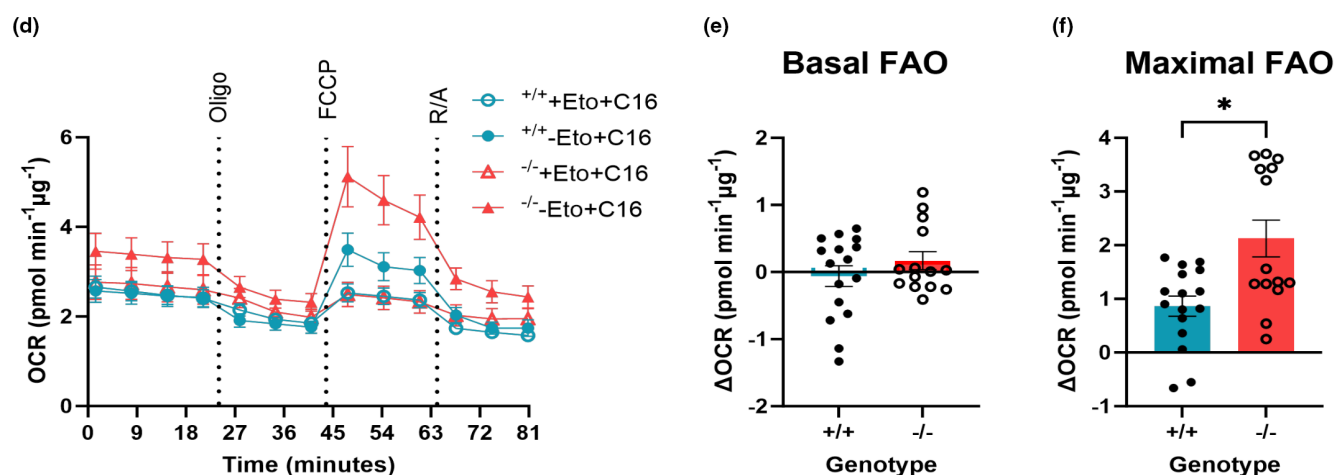 (d)
Oligo
FCCP
R/A
+/++Eto+C16
+/+-Eto+C16
-/-+Eto+C16
-/--Eto+C16
OCR (pmol min-1μg-1)
6
4
2
0
0 9 18 27 36 45 54 63 72 81
Time (minutes)
(e)
Basal FAO
ΔOCR (pmol min-1μg-1)
2
1
0
-1
-2
+/+ -/-
Genotype
(f)
Maximal FAO
*
ΔOCR (pmol min-1μg-1)
4
3
2
1
0
-1
+/+ -/-
Genotype